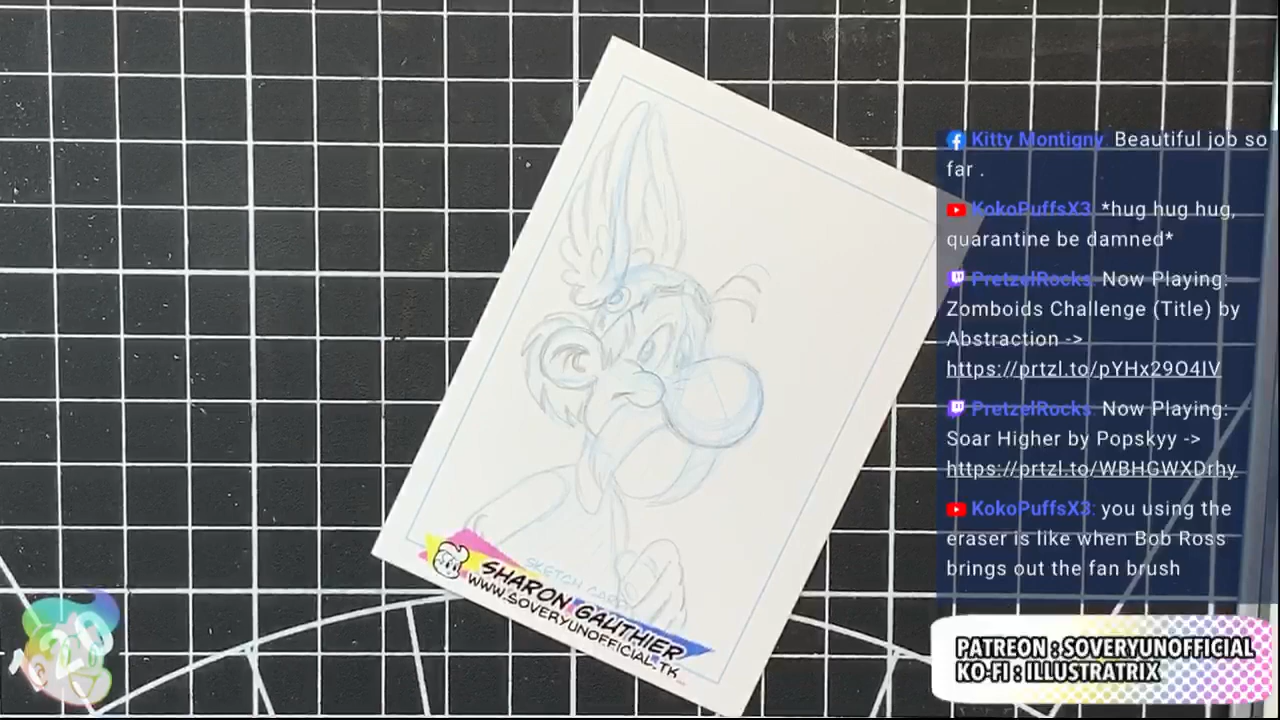 Kitty Montigny: Beautiful job so
far .
KokoPuffsX3: *hug hug hug,
quarantine be damned*
PretzelRocks: Now Playing:
Zomboids Challenge (Title) by
Abstraction ->
https://prtzl.to/pYHx29O4IV
PretzelRocks: Now Playing:
Soar Higher by Popskyy ->
https://prtzl.to/WBHGWXDrhy
KokoPuffsX3: you using the
eraser is like when Bob Ross
brings out the fan brush
SKETCH CARD
SHARON GAUTHIER
WWW.SOVERYUNOFFICIAL.TK
PATREON : SOVERYUNOFFICIAL
KO-FI : ILLUSTRATRIX